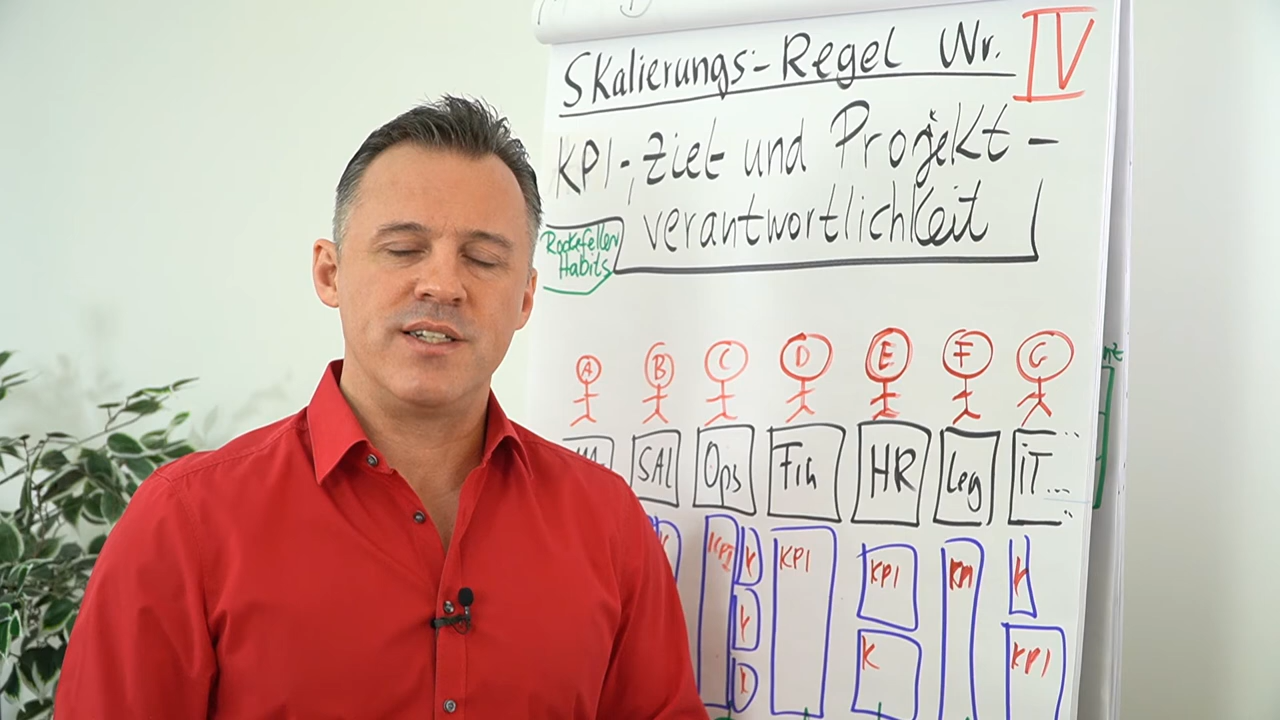 Skalierungs-Regel Nr. IV
KPI-, Ziel- und Projekt-
verantwortlichkeit
Rockefeller
Habits
A B C D E F G
M. SAL Ops Fin HR Leg iT...
KPI K KPI KPI KPI K
K K KPI
K